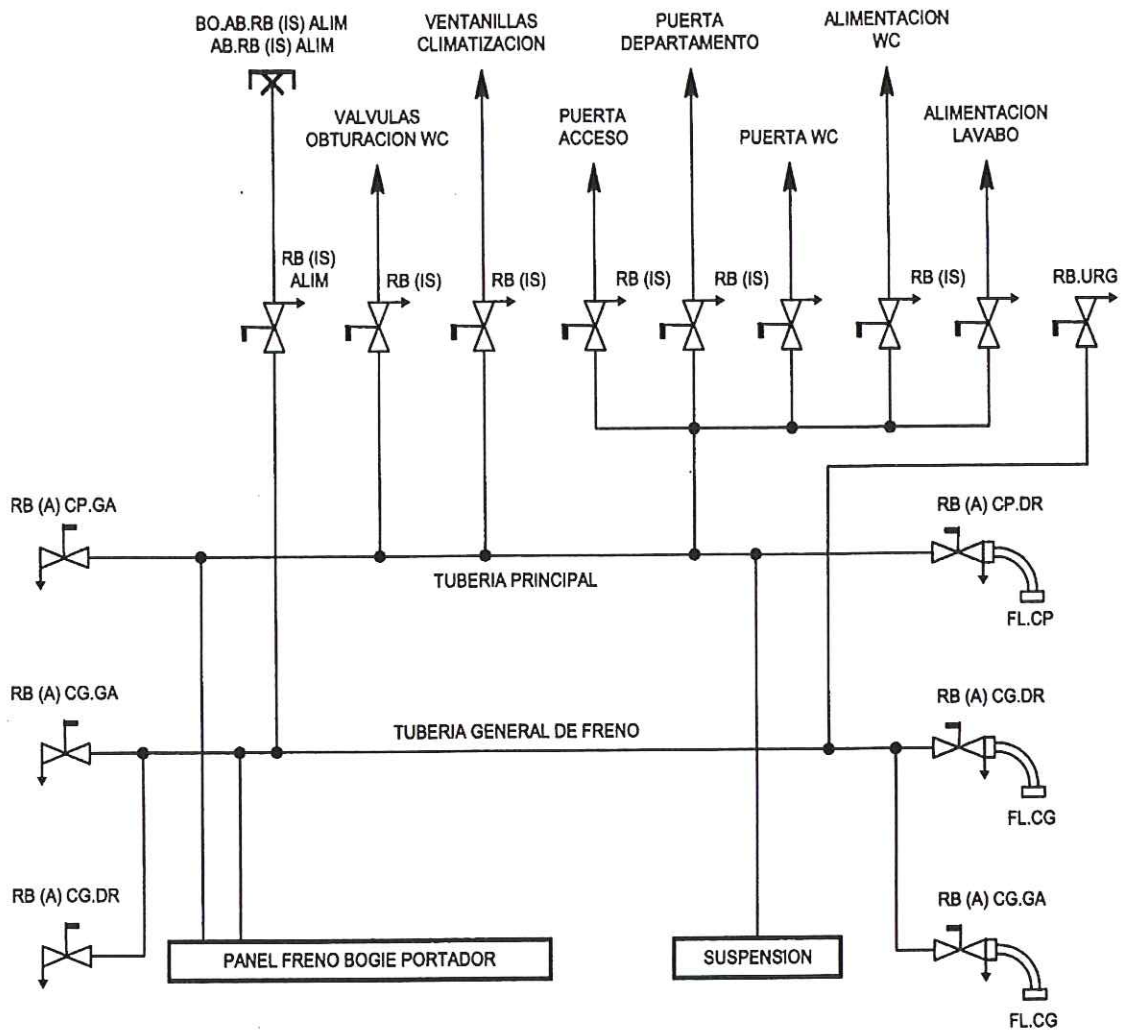 BO.AB.RB (IS) ALIM
AB.RB (IS) ALIM
VENTANILLAS
CLIMATIZACION
PUERTA
DEPARTAMENTO
ALIMENTACION
WC
VALVULAS
OBTURACION WC
PUERTA
ACCESO
PUERTA WC
ALIMENTACION
LAVABO
RB (IS)
ALIM
RB (IS)
RB (IS)
RB (IS)
RB (IS)
RB (IS)
RB.URG
RB (A) CP.GA
RB (A) CP.DR
TUBERIA PRINCIPAL
FL.CP
RB (A) CG.GA
RB (A) CG.DR
TUBERIA GENERAL DE FRENO
FL.CG
RB (A) CG.DR
RB (A) CG.GA
PANEL FRENO BOGIE PORTADOR
SUSPENSION
FL.CG